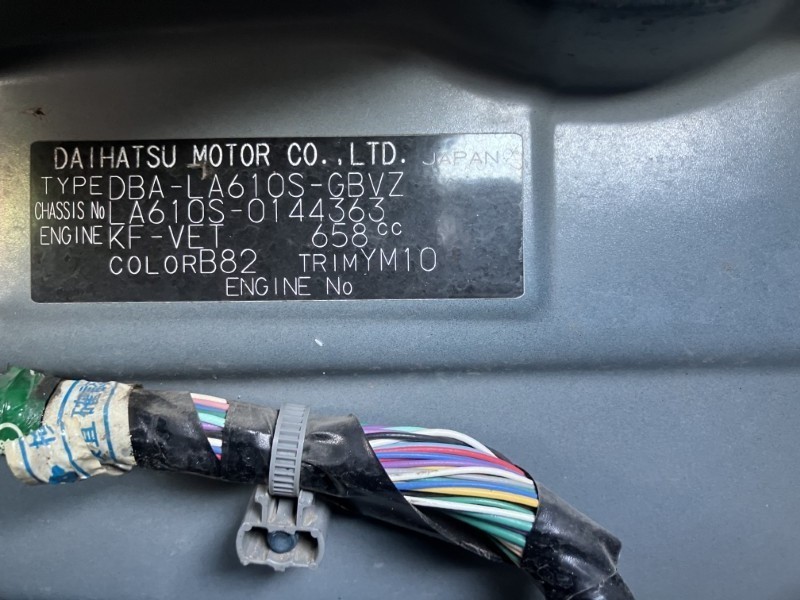 DAIHATSU MOTOR CO.,LTD. JAPAN
TYPE DBA-LA610S-GBVZ
CHASSIS No LA610S-0144363
ENGINE KF-VET 658cc
COLOR B82 TRIM YM10
ENGINE No